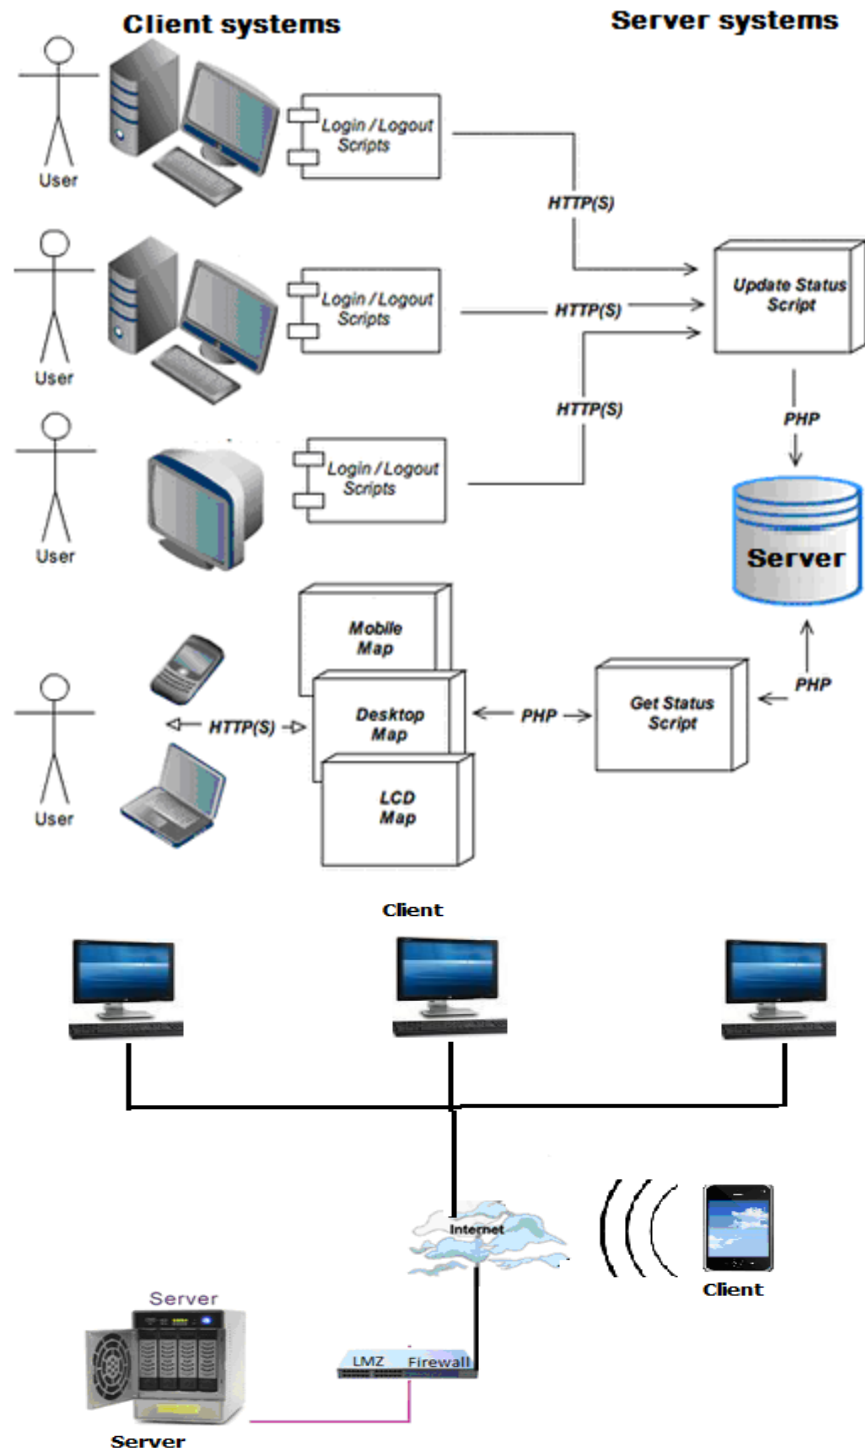 Client systems
Server systems
User
Login / Logout
Scripts
HTTP(S)
User
Login / Logout
Scripts
HTTP(S)
Update Status
Script
User
Login / Logout
Scripts
HTTP(S)
PHP
Server
User
HTTP(S)
Mobile
Map
Desktop
Map
LCD
Map
PHP
Get Status
Script
PHP
Client
Internet
Client
Server
LMZ Firewall
Server